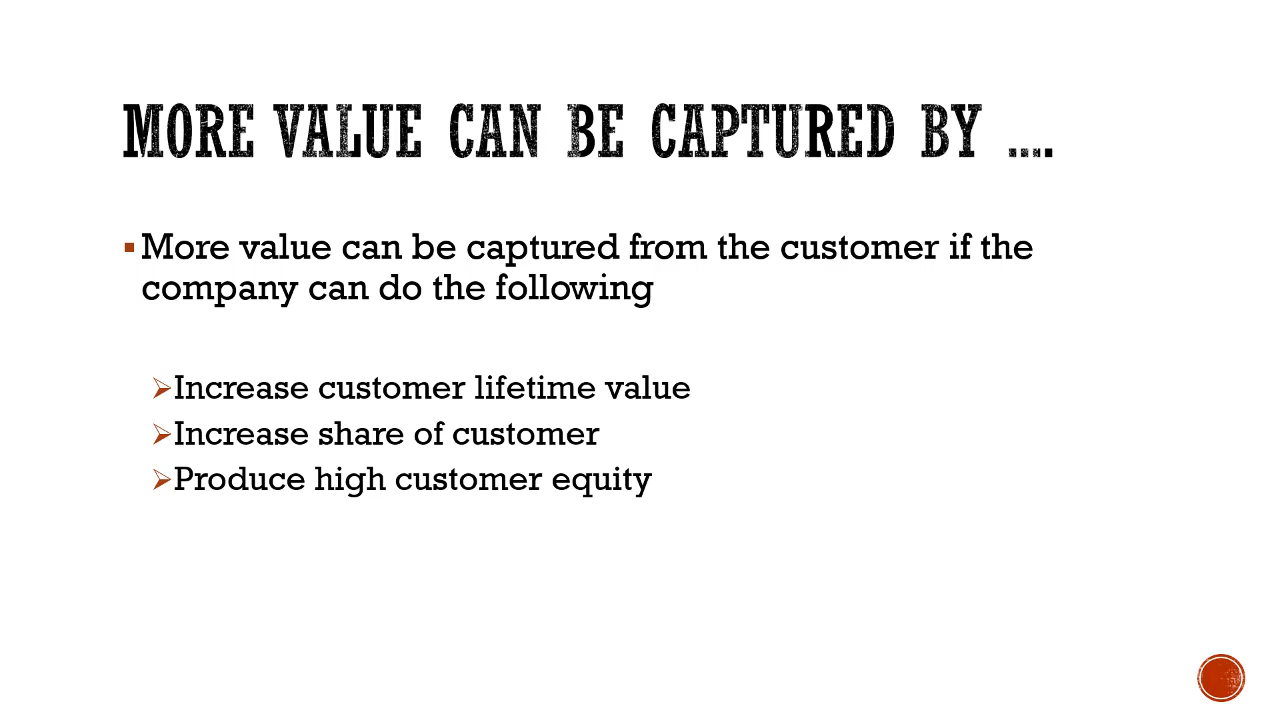 MORE VALUE CAN BE CAPTURED BY ....
More value can be captured from the customer if the
company can do the following
Increase customer lifetime value
Increase share of customer
Produce high customer equity